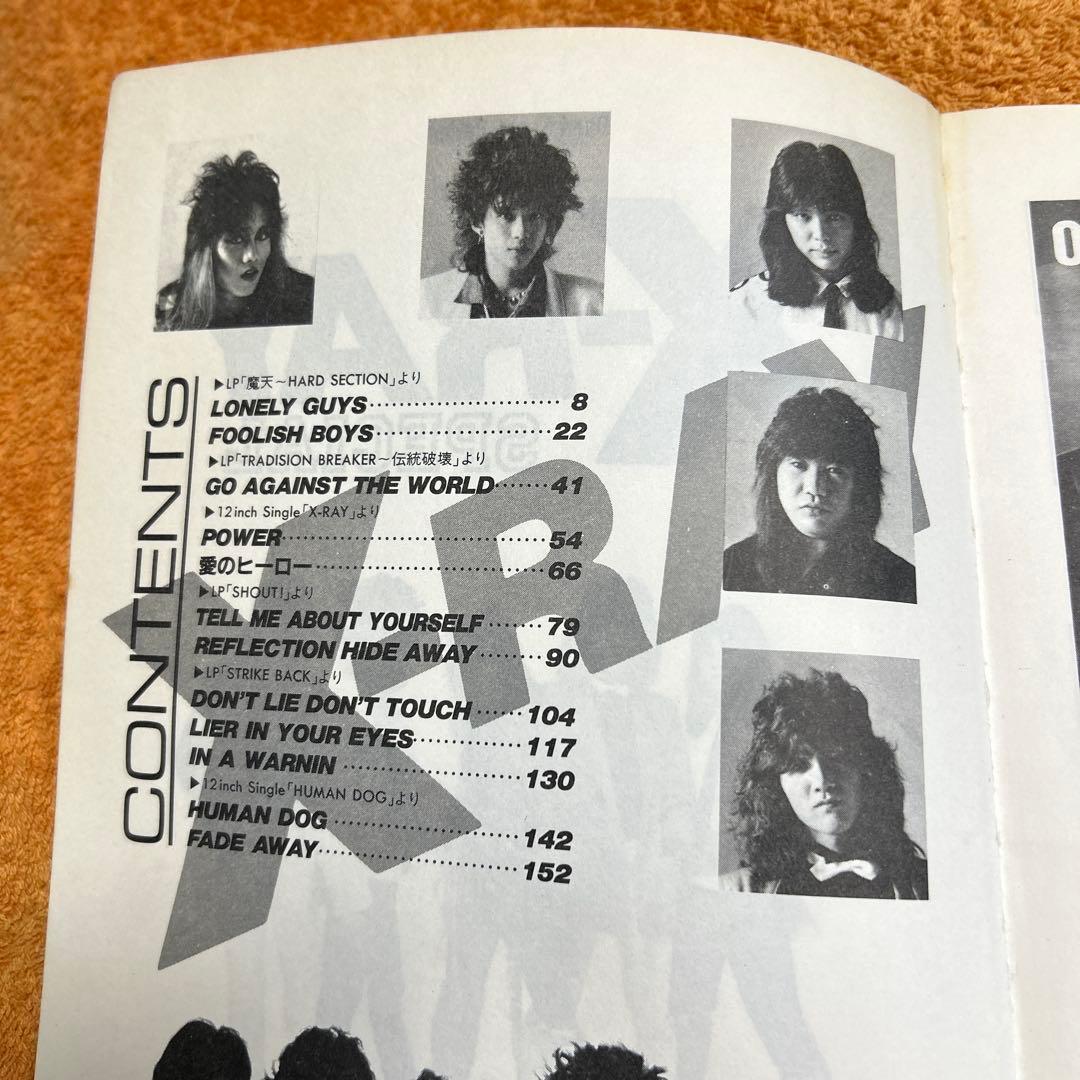 CONTENTS
▶LP「魔天～HARD SECTION」より
LONELY GUYS 8
FOOLISH BOYS 22
▶LP「TRADISION BREAKER～伝統破壊」より
GO AGAINST THE WORLD 41
▶12inch Single「X-RAY」より
POWER 54
愛のヒーロー 66
▶LP「SHOUT!」より
TELL ME ABOUT YOURSELF 79
REFLECTION HIDE AWAY 90
▶LP「STRIKE BACK」より
DON'T LIE DON'T TOUCH 104
LIER IN YOUR EYES 117
IN A WARNIN 130
▶12inch Single「HUMAN DOG」より
HUMAN DOG 142
FADE AWAY 152
X-RAY